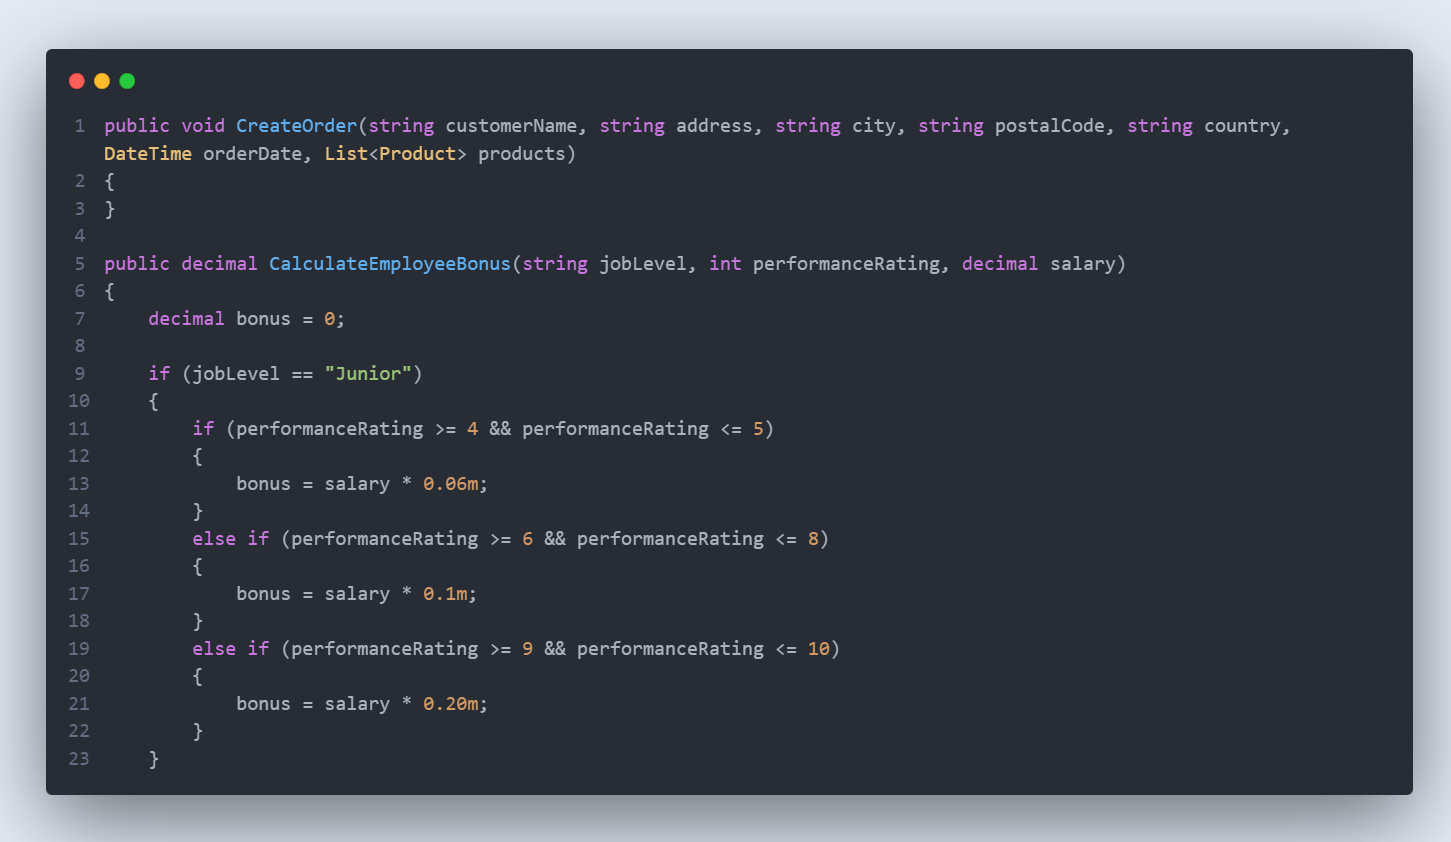 1 public void CreateOrder(string customerName, string address, string city, string postalCode, string country,
DateTime orderDate, List<Product> products)
2 {
3 }
4
5 public decimal CalculateEmployeeBonus(string jobLevel, int performanceRating, decimal salary)
6 {
7     decimal bonus = 0;
8
9     if (jobLevel == "Junior")
10     {
11         if (performanceRating >= 4 && performanceRating <= 5)
12         {
13             bonus = salary * 0.06m;
14         }
15         else if (performanceRating >= 6 && performanceRating <= 8)
16         {
17             bonus = salary * 0.1m;
18         }
19         else if (performanceRating >= 9 && performanceRating <= 10)
20         {
21             bonus = salary * 0.20m;
22         }
23     }